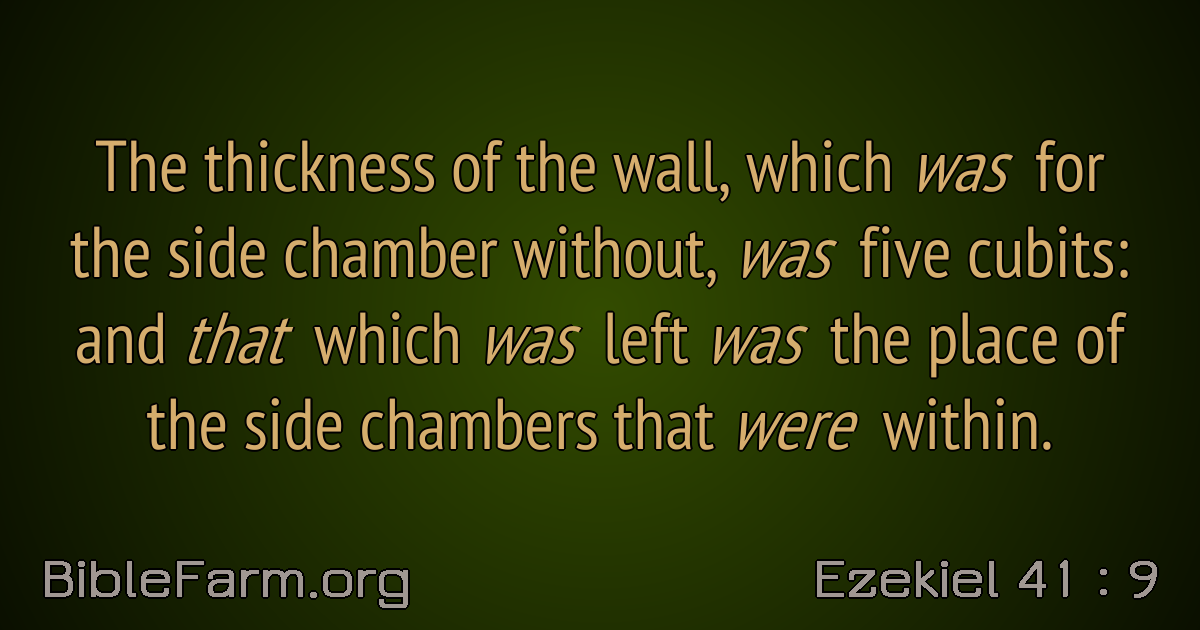 The thickness of the wall, which was for
the side chamber without, was five cubits:
and that which was left was the place of
the side chambers that were within.
BibleFarm.org
Ezekiel 41 : 9